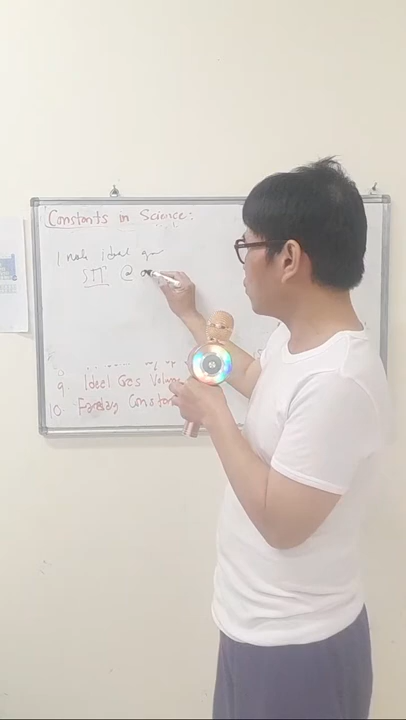 Constants in Science:
1 mole ideal gas
STP @
9 Ideal Gas Volume
10 Faraday Constant